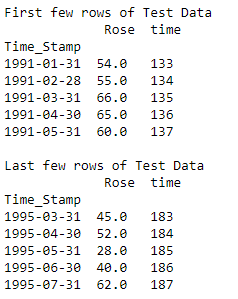 First few rows of Test Data
Rose time
Time_Stamp
1991-01-31 54.0 133
1991-02-28 55.0 134
1991-03-31 66.0 135
1991-04-30 65.0 136
1991-05-31 60.0 137
Last few rows of Test Data
Rose time
Time_Stamp
1995-03-31 45.0 183
1995-04-30 52.0 184
1995-05-31 28.0 185
1995-06-30 40.0 186
1995-07-31 62.0 187